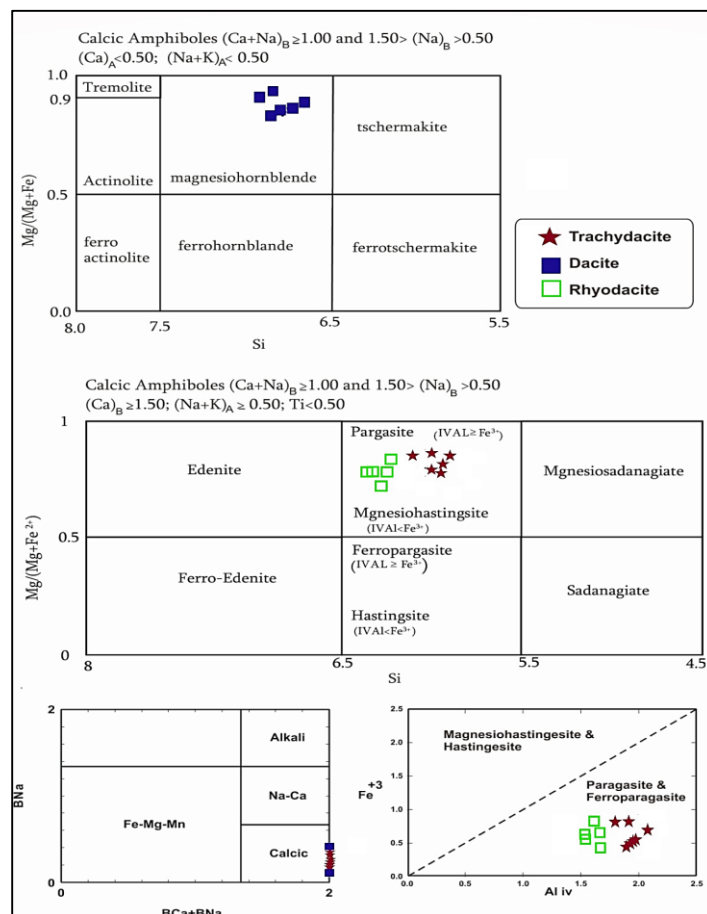 Calcic Amphiboles (Ca+Na)B ≥1.00 and 1.50> (Na)B >0.50
(Ca)A<0.50; (Na+K)A< 0.50
1.0
Tremolite
0.9
tschermakite
Actinolite
magnesiohornblende
0.5
Mg/(Mg+Fe)
ferro
actinolite
ferrohornblande
ferrotschermakite
0.0
8.0
7.5
6.5
5.5
Si
Trachydacite
Dacite
Rhyodacite
Calcic Amphiboles (Ca+Na)B ≥1.00 and 1.50> (Na)B >0.50
(Ca)B ≥1.50; (Na+K)A ≥ 0.50; Ti<0.50
1
Pargasite
(IVAL≥Fe³⁺)
Edenite
Mgnesiosadanagiate
Mgnesiohastingsite
(IVAl<Fe³⁺)
0.5
Mg/(Mg+Fe ²⁺)
Ferropargasite
(IVAL ≥ Fe³⁺)
Ferro-Edenite
Sadanagiate
Hastingsite
(IVAl<Fe³⁺)
0
8
6.5
5.5
4.5
Si
2
Alkali
BNa
Na-Ca
Fe-Mg-Mn
Calcic
0
0
2
BCa+BNa
2.5
Magnesiohastingesite &
Hastingesite
2.0
Fe+3
1.5
Paragasite &
Ferroparagasite
1.0
0.5
0.0
0.0
0.5
1.0
1.5
2.0
2.5
Al iv